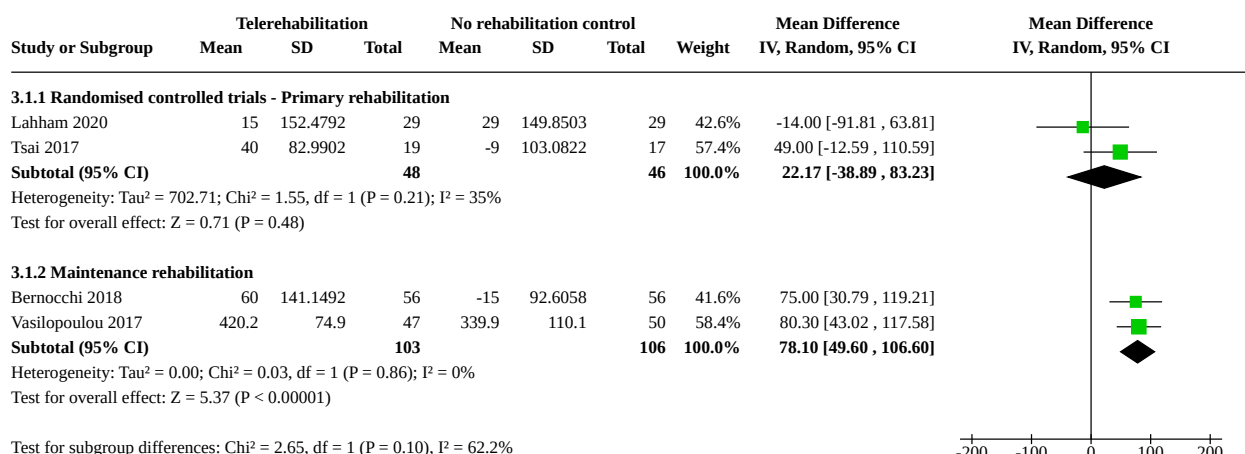 Telerehabilitation No rehabilitation control Mean Difference Mean Difference
Study or Subgroup Mean SD Total Mean SD Total Weight IV, Random, 95% CI IV, Random, 95% CI
3.1.1 Randomised controlled trials - Primary rehabilitation
Lahham 2020 15 152.4792 29 29 149.8503 29 42.6% -14.00 [-91.81 , 63.81]
Tsai 2017 40 82.9902 19 -9 103.0822 17 57.4% 49.00 [-12.59 , 110.59]
Subtotal (95% CI) 48 46 100.0% 22.17 [-38.89 , 83.23]
Heterogeneity: Tau² = 702.71; Chi² = 1.55, df = 1 (P = 0.21); I² = 35%
Test for overall effect: Z = 0.71 (P = 0.48)
3.1.2 Maintenance rehabilitation
Bernocchi 2018 60 141.1492 56 -15 92.6058 56 41.6% 75.00 [30.79 , 119.21]
Vasilopoulou 2017 420.2 74.9 47 339.9 110.1 50 58.4% 80.30 [43.02 , 117.58]
Subtotal (95% CI) 103 106 100.0% 78.10 [49.60 , 106.60]
Heterogeneity: Tau² = 0.00; Chi² = 0.03, df = 1 (P = 0.86); I² = 0%
Test for overall effect: Z = 5.37 (P < 0.00001)
Test for subgroup differences: Chi² = 2.65, df = 1 (P = 0.10), I² = 62.2% -200 -100 0 100 200